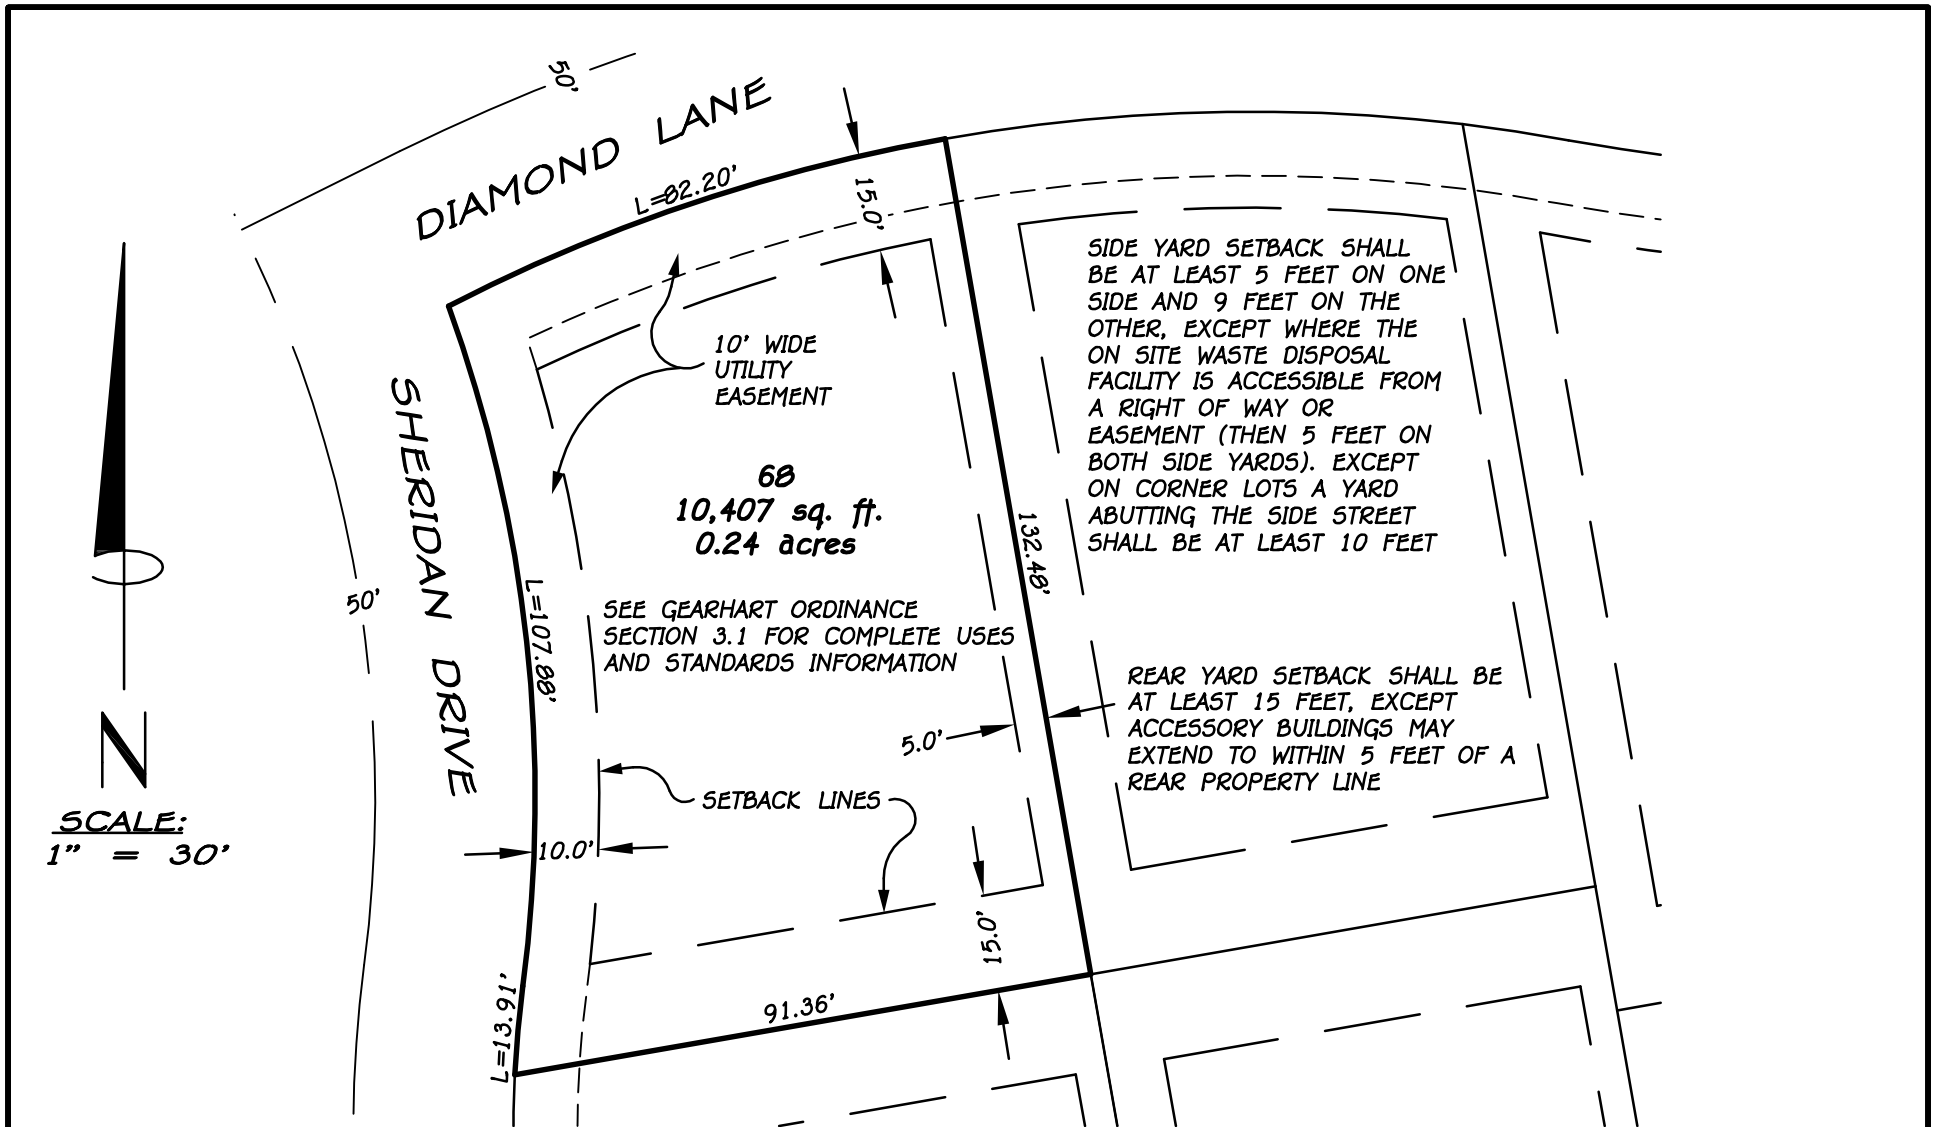 50'
DIAMOND LANE
L=82.20'
15.0'
SIDE YARD SETBACK SHALL
BE AT LEAST 5 FEET ON ONE
SIDE AND 9 FEET ON THE
OTHER, EXCEPT WHERE THE
ON SITE WASTE DISPOSAL
FACILITY IS ACCESSIBLE FROM
A RIGHT OF WAY OR
EASEMENT (THEN 5 FEET ON
BOTH SIDE YARDS). EXCEPT
ON CORNER LOTS A YARD
ABUTTING THE SIDE STREET
SHALL BE AT LEAST 10 FEET
10' WIDE
UTILITY
EASEMENT
SHERIDAN DRIVE
68
10,407 sq. ft.
0.24 acres
132.48'
50'
L=107.88'
SEE GEARHART ORDINANCE
SECTION 3.1 FOR COMPLETE USES
AND STANDARDS INFORMATION
REAR YARD SETBACK SHALL BE
AT LEAST 15 FEET, EXCEPT
ACCESSORY BUILDINGS MAY
EXTEND TO WITHIN 5 FEET OF A
REAR PROPERTY LINE
5.0'
N
SETBACK LINES
SCALE:
1" = 30'
10.0'
15.0'
L=13.91'
91.36'